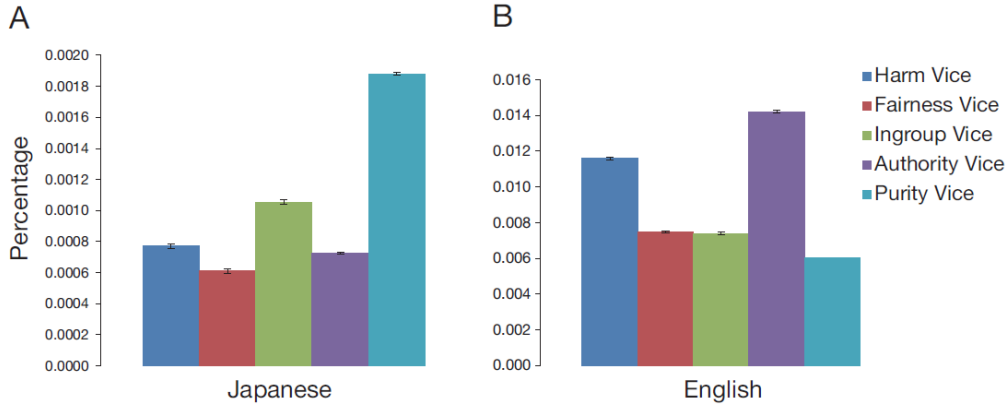 A
0.0020
0.0018
0.0016
0.0014
0.0012
0.0010
0.0008
0.0006
0.0004
0.0002
0.0000
Percentage
Japanese
B
0.016
0.014
0.012
0.010
0.008
0.006
0.004
0.002
0.000
English
Harm Vice
Fairness Vice
Ingroup Vice
Authority Vice
Purity Vice